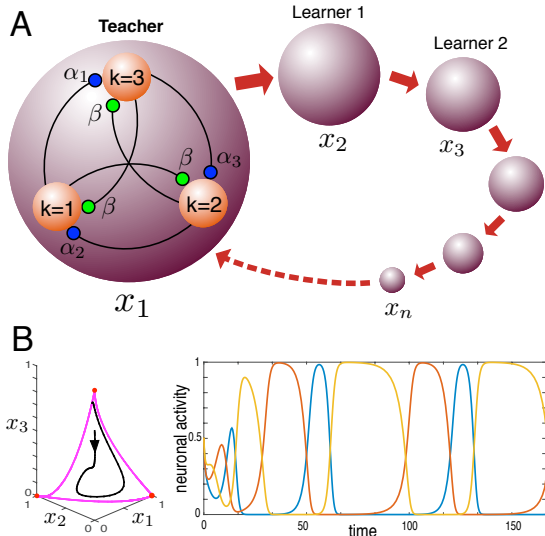 A
Teacher
Learner 1
Learner 2
α1
k=3
β
β
α3
k=1
β
k=2
α2
x1
x2
x3
xn
B
1
x3
0
1
x2
0
0
x1
1
neuronal activity
1
0.5
0
0
50
100
150
time